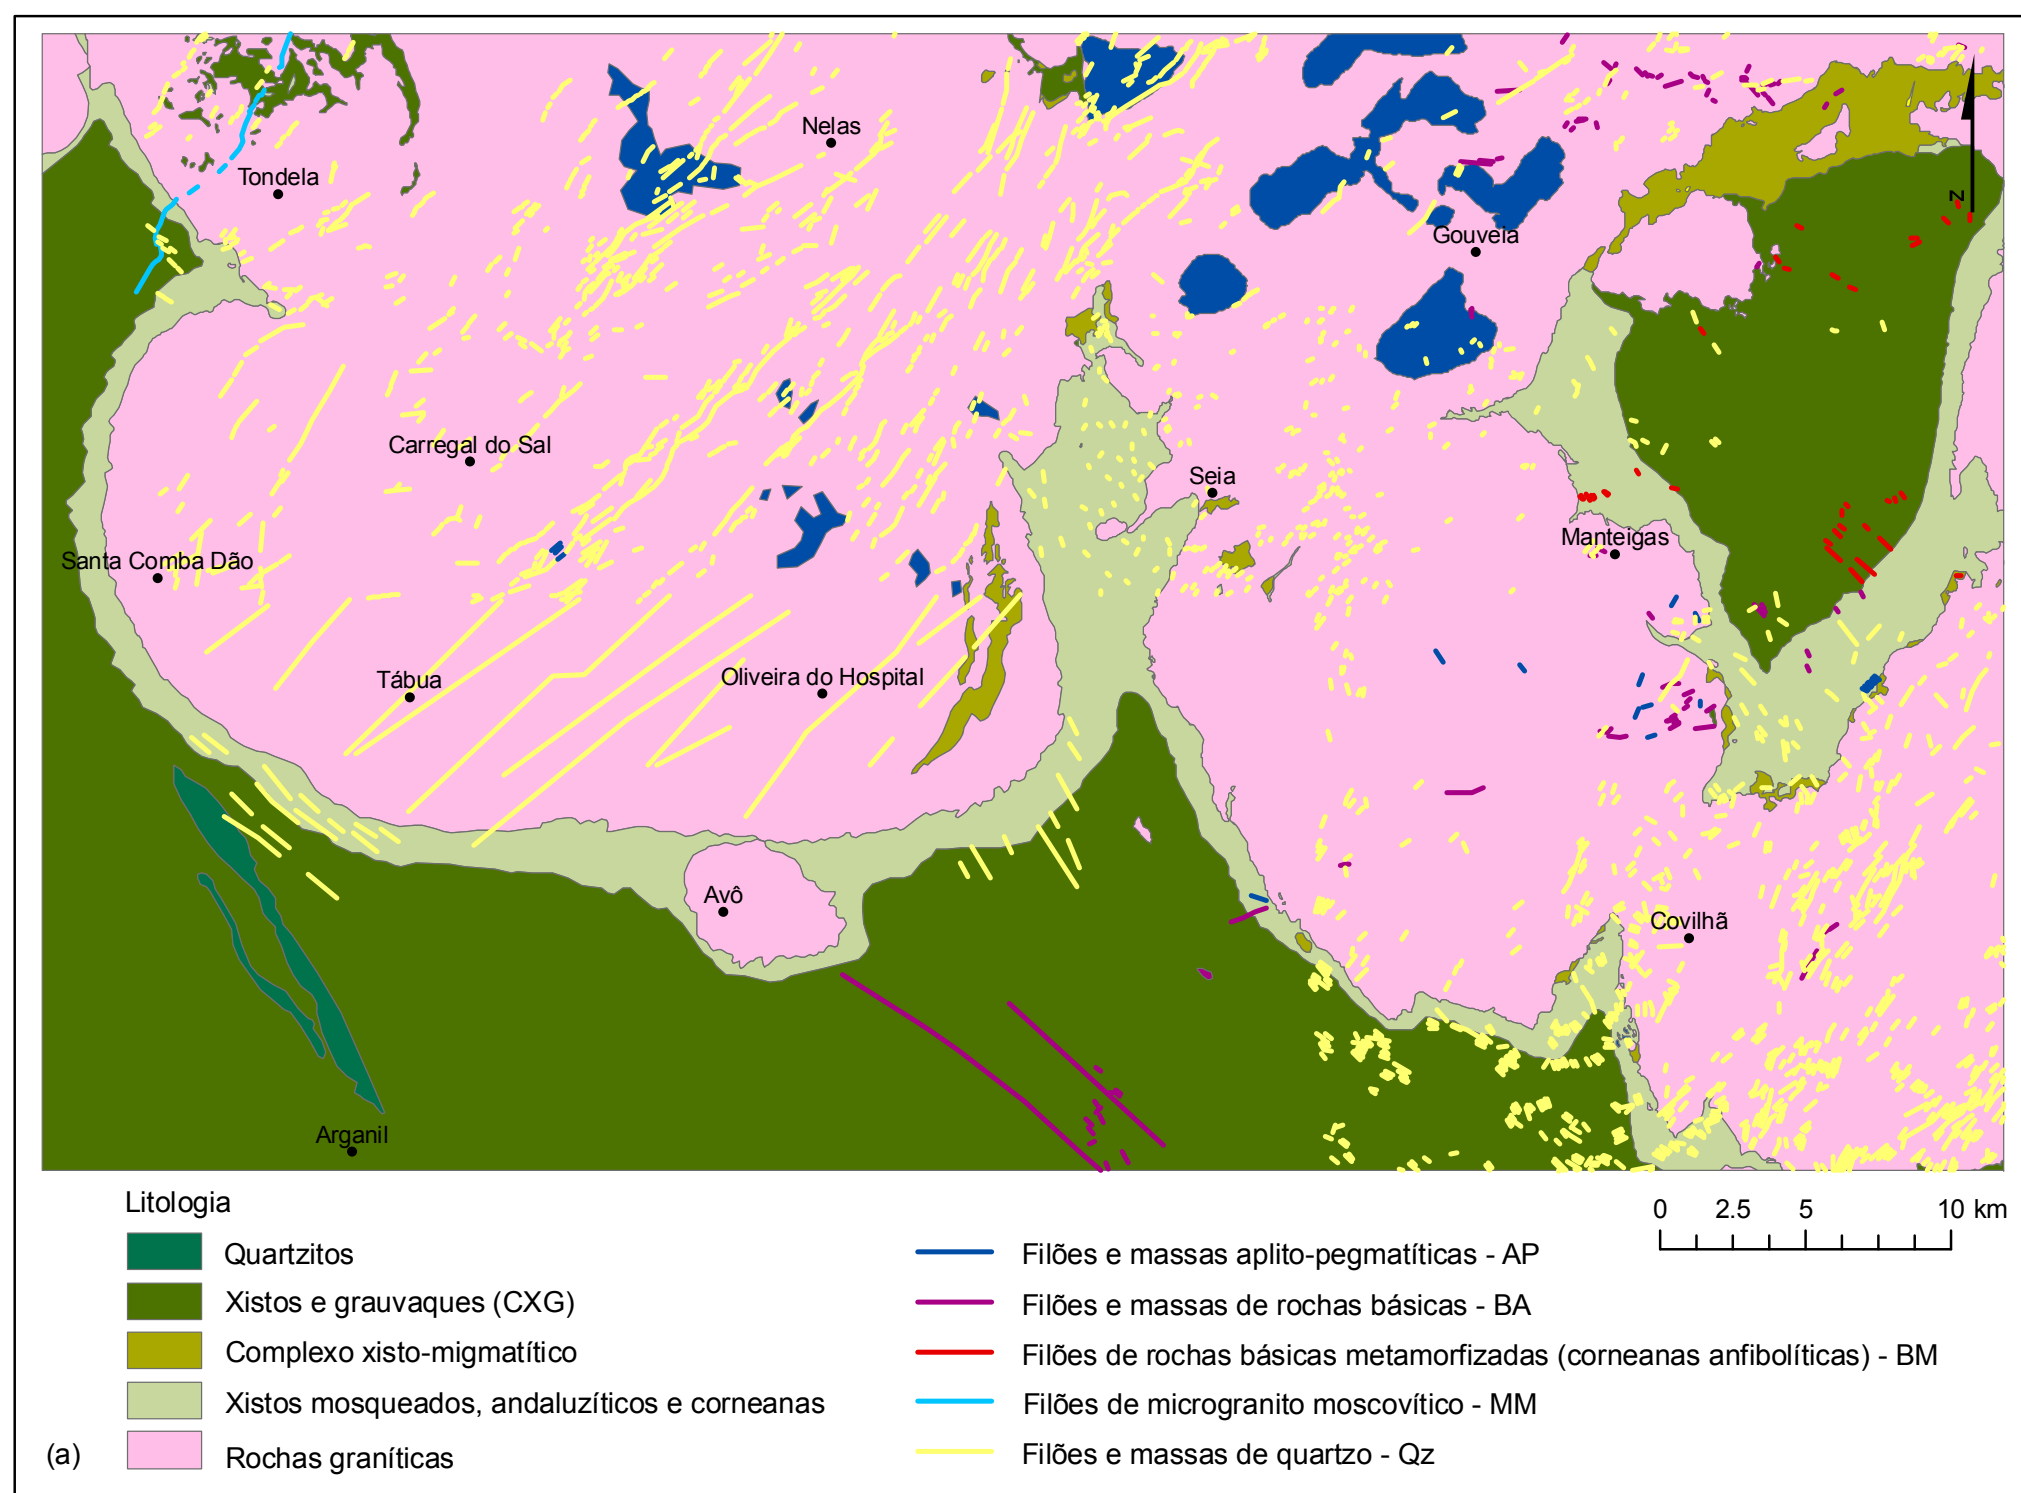 Nelas
Tondela
N
Gouveia
Carregal do Sal
Seia
Manteigas
Santa Comba Dão
Tábua
Oliveira do Hospital
Avô
Covilhã
Arganil
Litologia
0 2.5 5 10 km
Quartzitos
Xistos e grauvaques (CXG)
Complexo xisto-migmatítico
Xistos mosqueados, andaluzíticos e corneanas
Rochas graníticas
(a)
Filões e massas aplito-pegmatíticas - AP
Filões e massas de rochas básicas - BA
Filões de rochas básicas metamorfizadas (corneanas anfibolíticas) - BM
Filões de microgranito moscovítico - MM
Filões e massas de quartzo - Qz